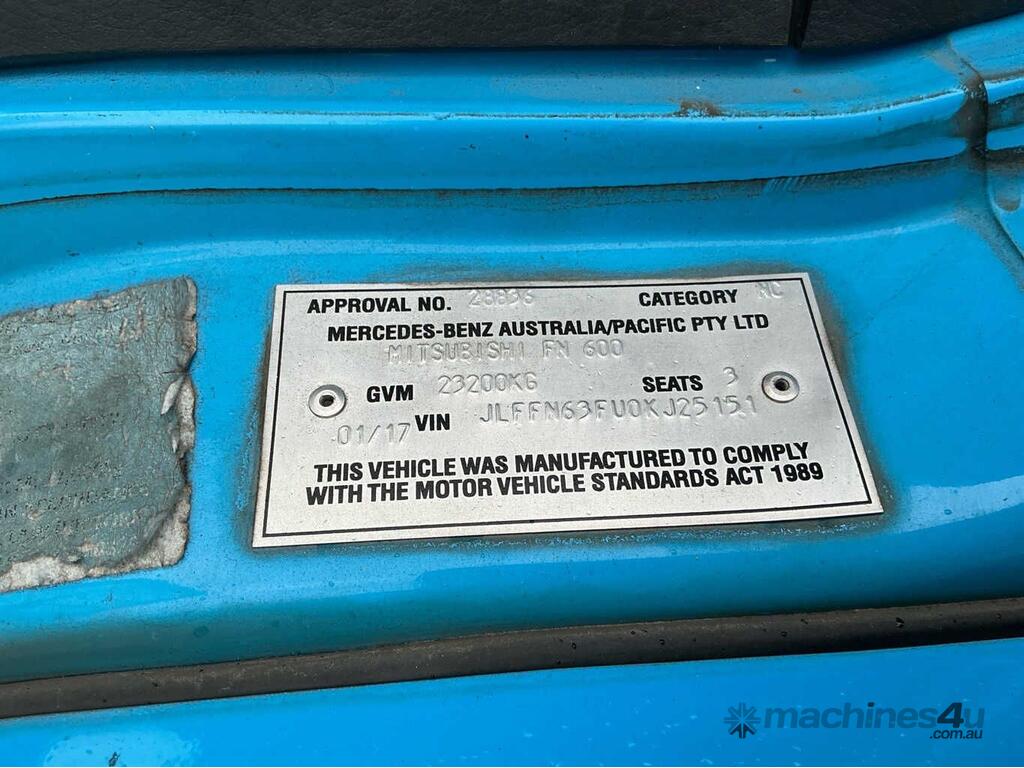 APPROVAL NO. 28836 CATEGORY NC
MERCEDES-BENZ AUSTRALIA/PACIFIC PTY LTD
MITSUBISHI FN 600
GVM 23200KG SEATS 3
01/17 VIN JLFFN63FU0KJ25151
THIS VEHICLE WAS MANUFACTURED TO COMPLY
WITH THE MOTOR VEHICLE STANDARDS ACT 1989
machines4u
.com.au